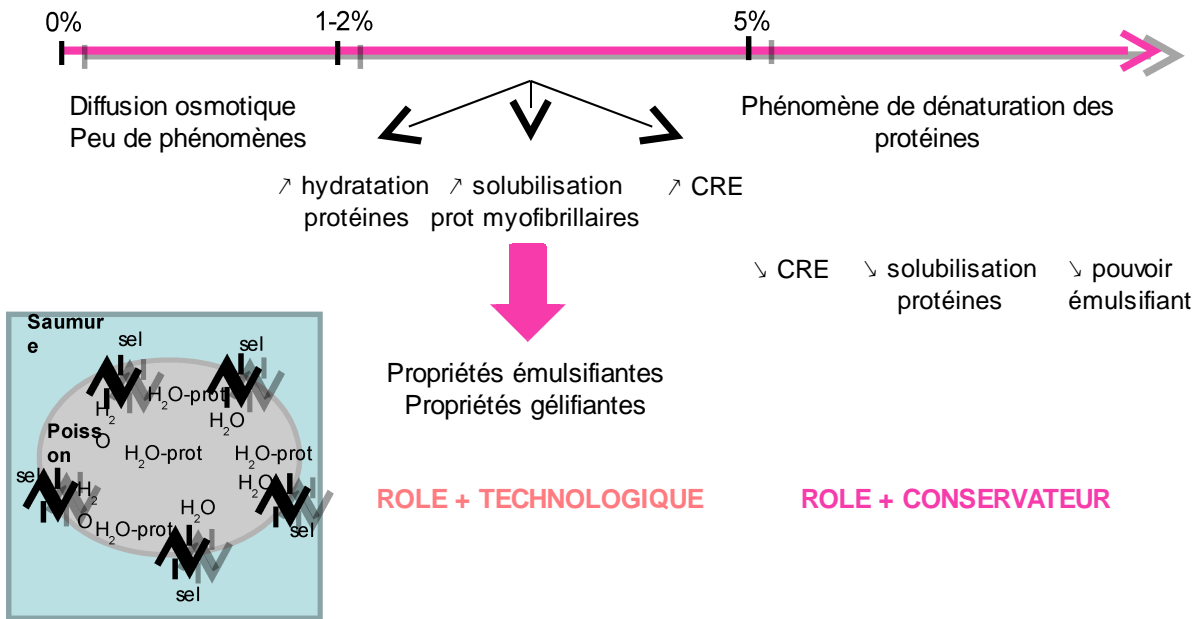 0%
1-2%
5%
Diffusion osmotique
Peu de phénomènes
Phénomène de dénaturation des
protéines
↗ hydratation
protéines
↗ solubilisation
prot myofibrillaires
↗ CRE
↘ CRE
↘ solubilisation
protéines
↘ pouvoir
émulsifiant
Propriétés émulsifiantes
Propriétés gélifiantes
ROLE + TECHNOLOGIQUE
ROLE + CONSERVATEUR
Saumur
e
sel
sel
H₂O-prot
H₂
O
H₂O
Poiss
on
H₂O-prot
H₂O-prot
sel
H₂
O
H₂O
H₂O-prot
H₂O
sel
sel